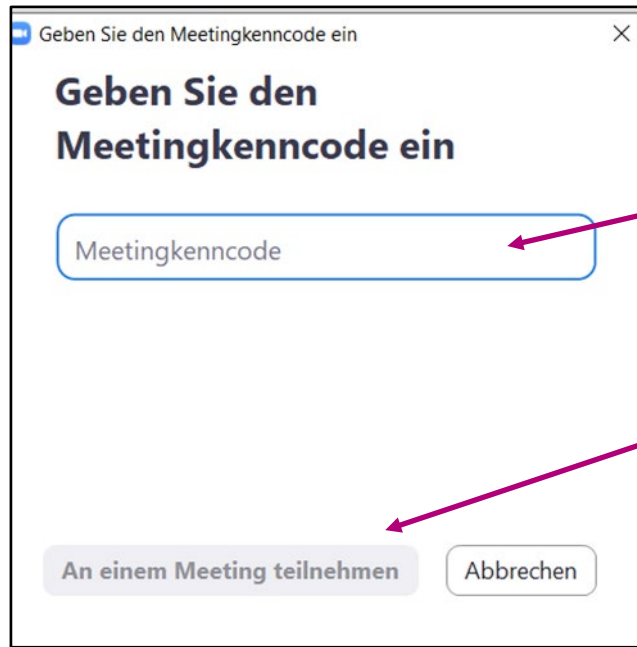 Geben Sie den Meetingkenncode ein
Geben Sie den
Meetingkenncode ein
Meetingkenncode
An einem Meeting teilnehmen
Abbrechen